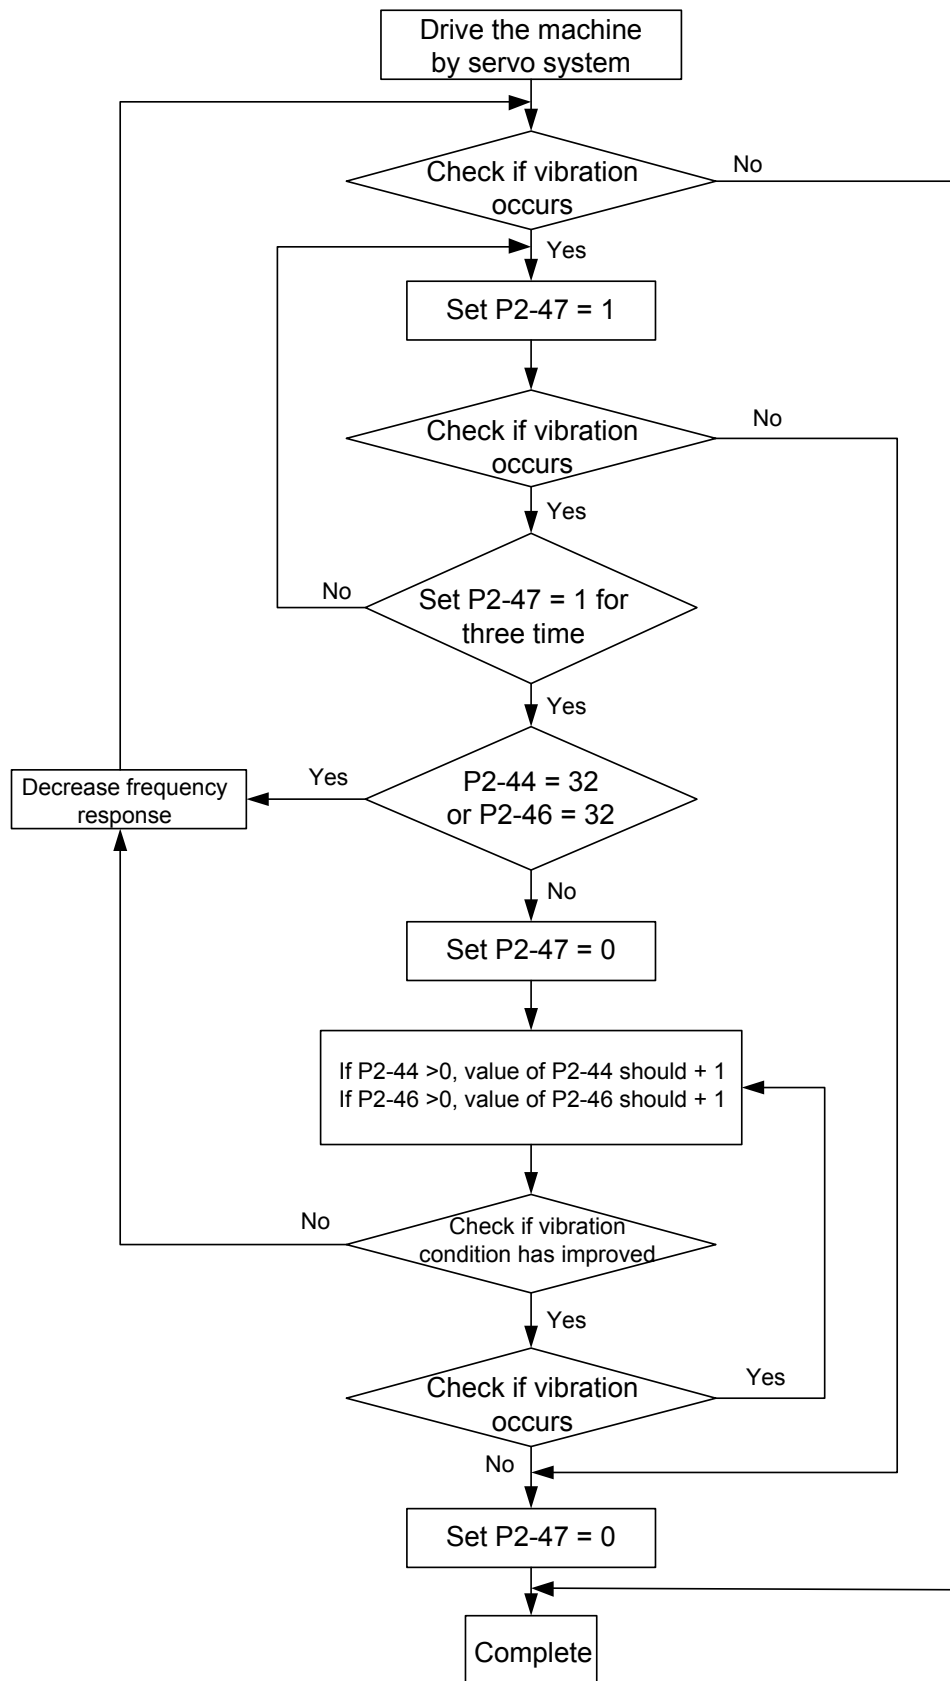 Drive the machine
by servo system
Check if vibration
occurs
No
Yes
Set P2-47 = 1
Check if vibration
occurs
No
Yes
Set P2-47 = 1 for
three time
No
Yes
P2-44 = 32
or P2-46 = 32
Yes
Decrease frequency
response
No
Set P2-47 = 0
If P2-44 >0, value of P2-44 should + 1
If P2-46 >0, value of P2-46 should + 1
Check if vibration
condition has improved
No
Yes
Check if vibration
occurs
Yes
No
Set P2-47 = 0
Complete